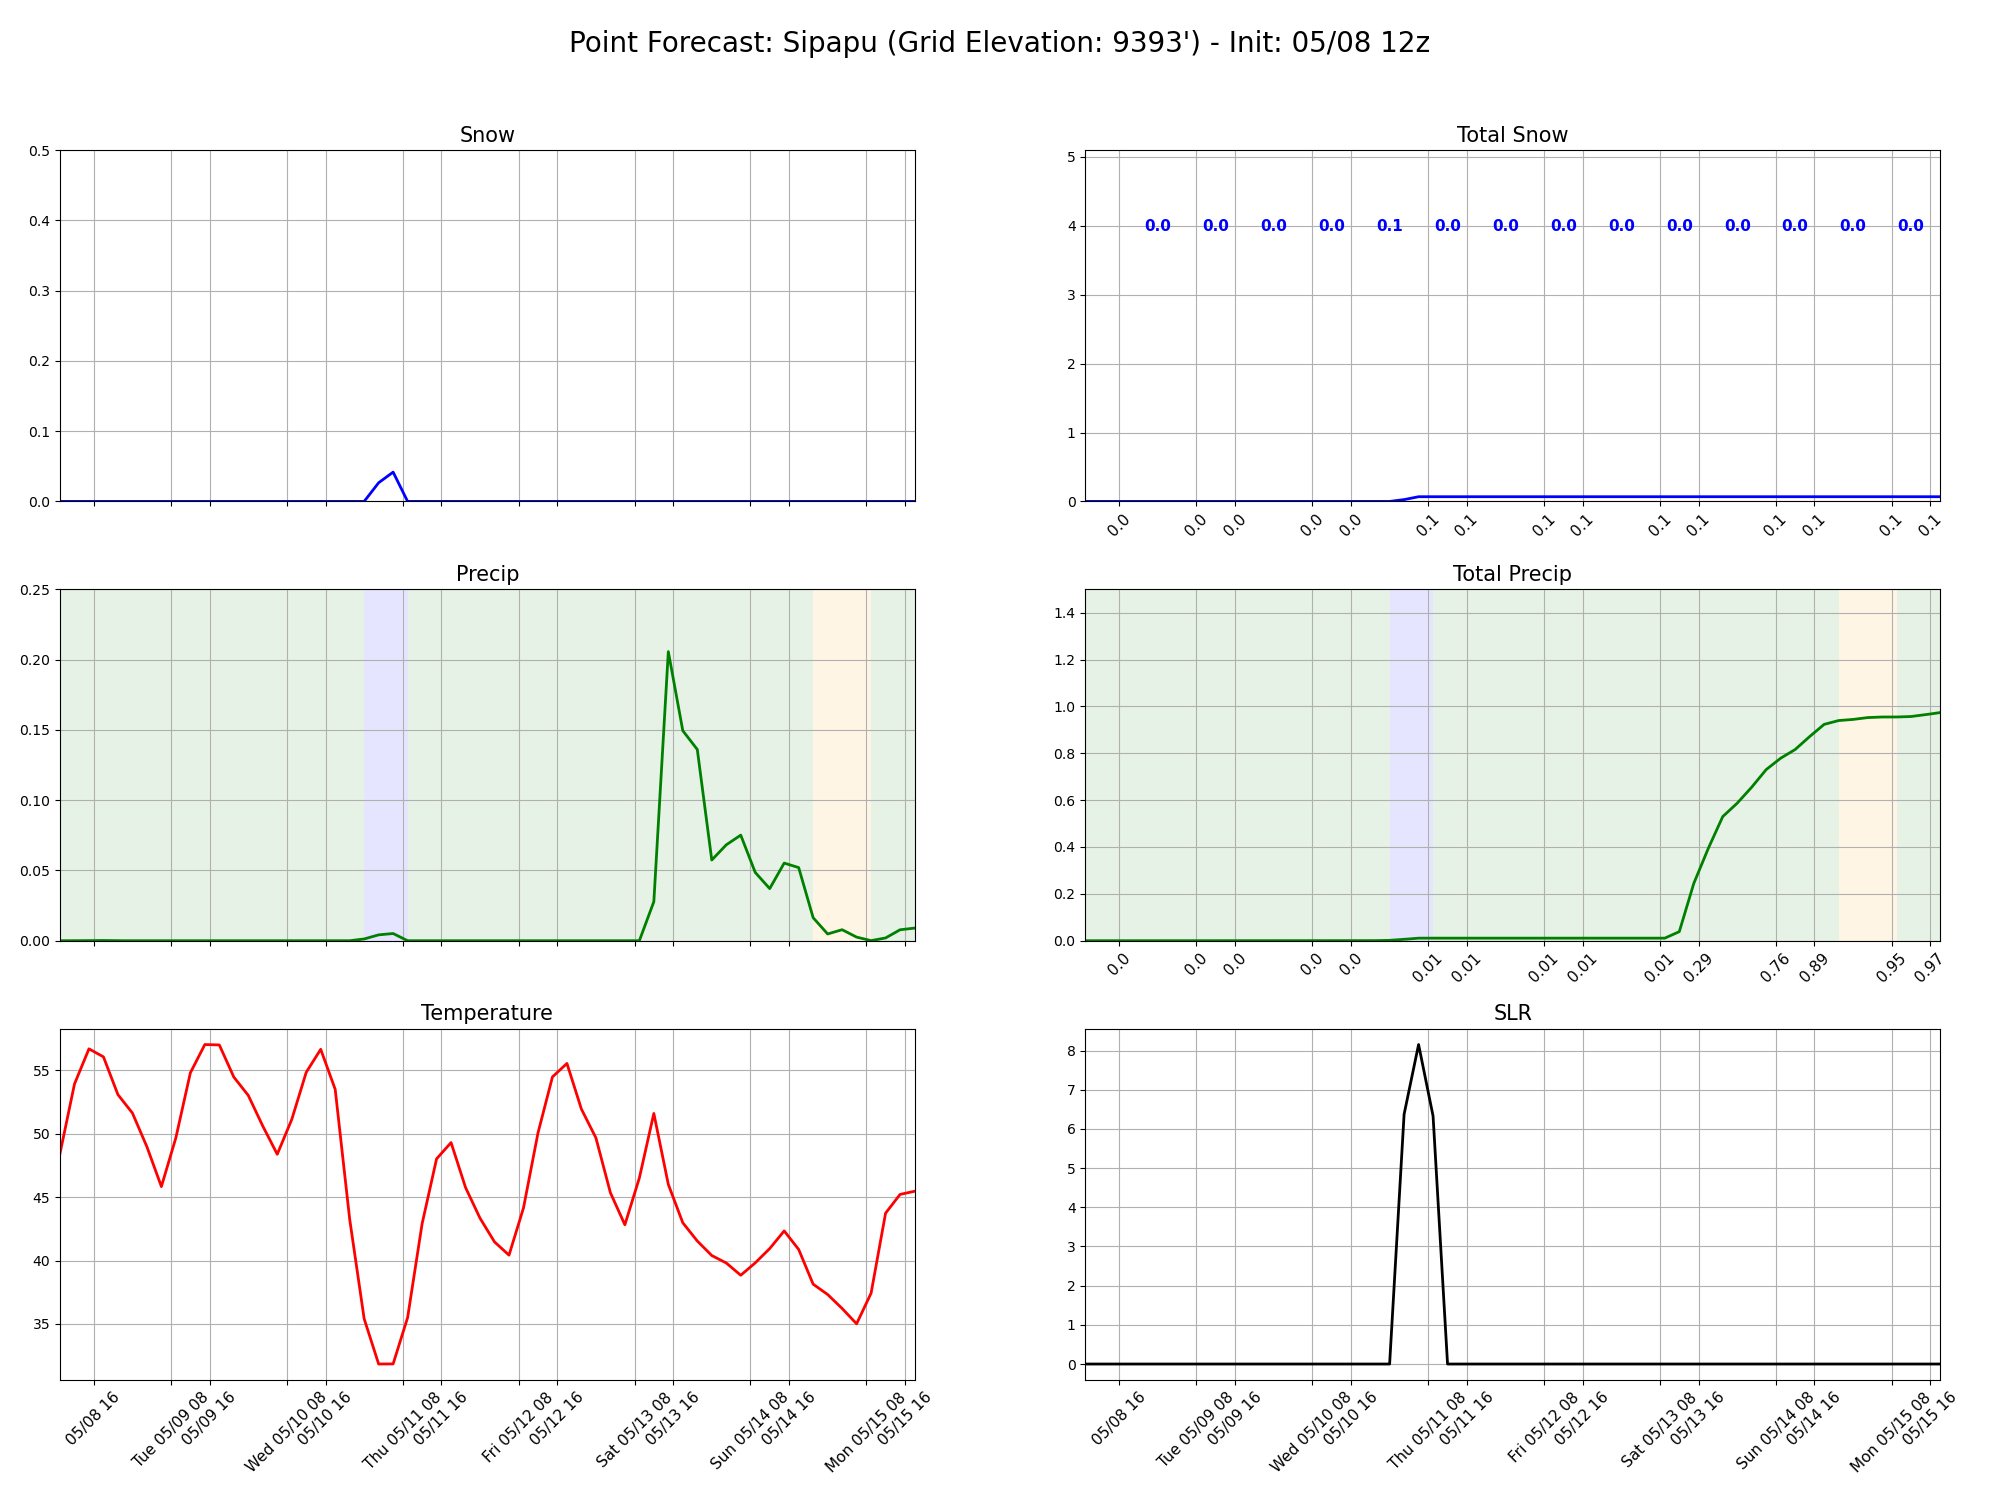 Point Forecast: Sipapu (Grid Elevation: 9393') - Init: 05/08 12z
Snow
0.5
0.4
0.3
0.2
0.1
0.0
Total Snow
5
4
3
2
1
0
0.0 0.0 0.0 0.0 0.1 0.0 0.0 0.0 0.0 0.0 0.0 0.0 0.0 0.0
0.0 0.0 0.0 0.0 0.0 0.1 0.1 0.1 0.1 0.1 0.1 0.1 0.1 0.1 0.1
Precip
0.25
0.20
0.15
0.10
0.05
0.00
Total Precip
1.4
1.2
1.0
0.8
0.6
0.4
0.2
0.0
0.0 0.0 0.0 0.0 0.0 0.01 0.01 0.01 0.01 0.01 0.29 0.76 0.89 0.95 0.97
Temperature
55
50
45
40
35
05/08 16
Tue 05/09 08
05/09 16
Wed 05/10 08
05/10 16
Thu 05/11 08
05/11 16
Fri 05/12 08
05/12 16
Sat 05/13 08
05/13 16
Sun 05/14 08
05/14 16
Mon 05/15 08
05/15 16
SLR
8
7
6
5
4
3
2
1
0
05/08 16
Tue 05/09 08
05/09 16
Wed 05/10 08
05/10 16
Thu 05/11 08
05/11 16
Fri 05/12 08
05/12 16
Sat 05/13 08
05/13 16
Sun 05/14 08
05/14 16
Mon 05/15 08
05/15 16